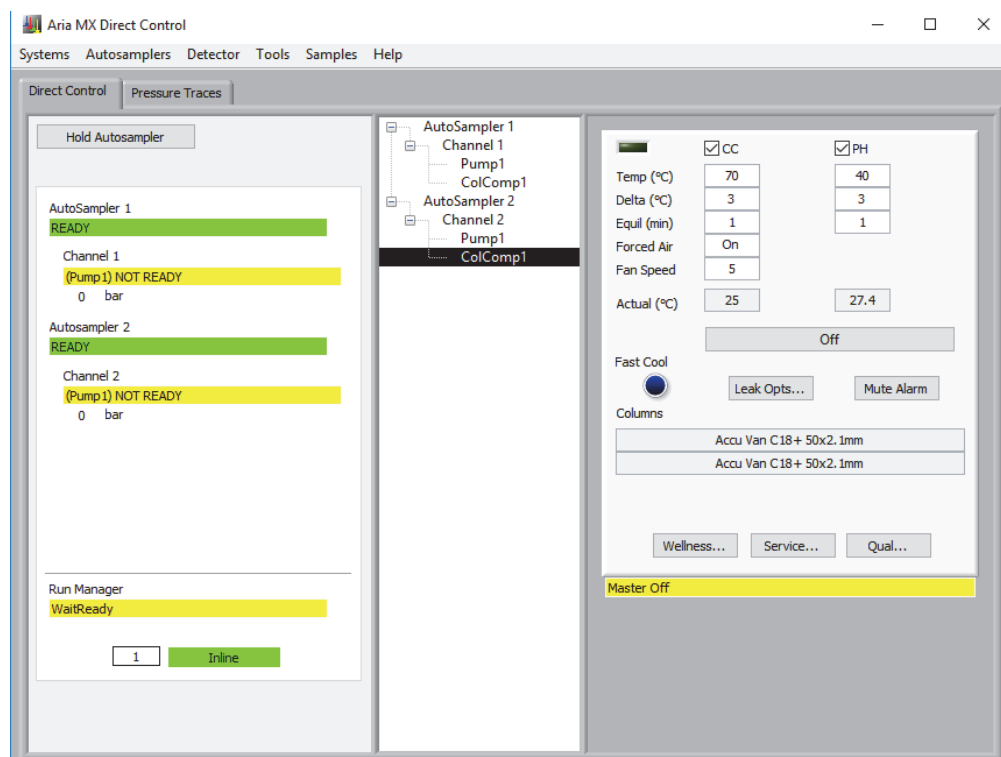 Aria MX Direct Control
Systems Autosamplers Detector Tools Samples Help
Direct Control Pressure Traces
Hold Autosampler
AutoSampler 1
READY
Channel 1
(Pump1) NOT READY
0 bar
Autosampler 2
READY
Channel 2
(Pump1) NOT READY
0 bar
Run Manager
WaitReady
1 Inline
AutoSampler 1
Channel 1
Pump1
ColComp1
AutoSampler 2
Channel 2
Pump1
ColComp1
CC PH
Temp (ºC) 70 40
Delta (ºC) 3 3
Equil (min) 1 1
Forced Air On
Fan Speed 5
Actual (ºC) 25 27.4
Off
Fast Cool
Leak Opts... Mute Alarm
Columns
Accu Van C18+ 50x2.1mm
Accu Van C18+ 50x2.1mm
Wellness... Service... Qual...
Master Off